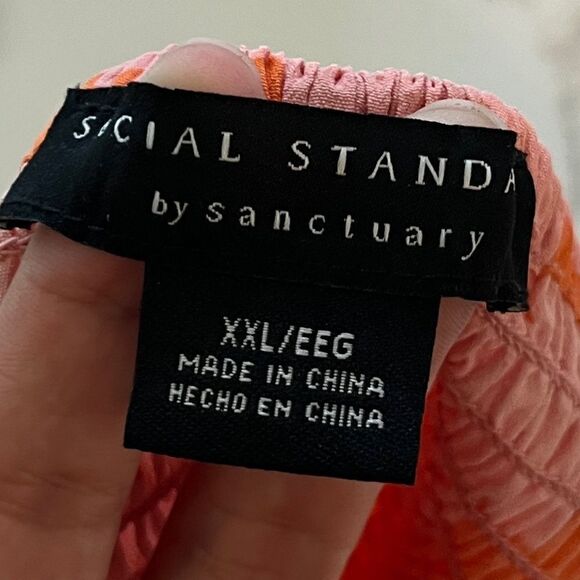 SOCIAL STANDA
by sanctuary
XXL/EEG
MADE IN CHINA
HECHO EN CHINA